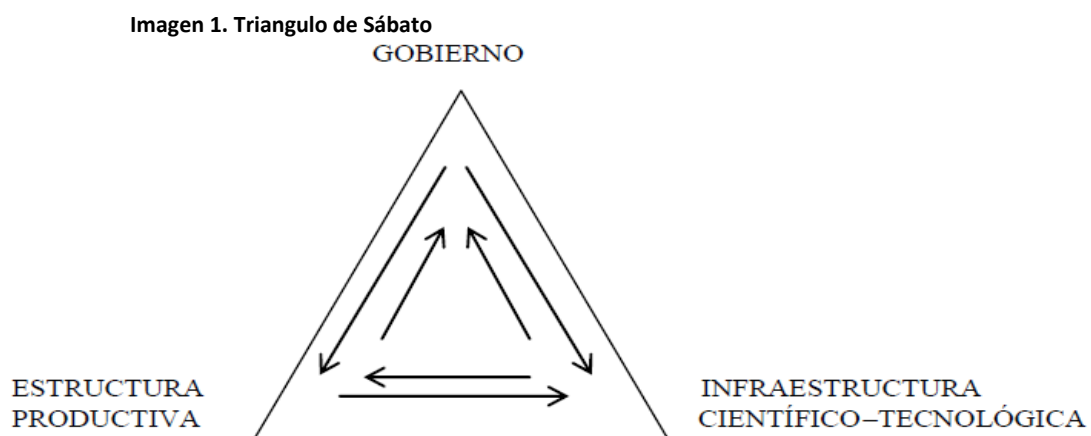 Imagen 1. Triangulo de Sábato
GOBIERNO
ESTRUCTURA
PRODUCTIVA
INFRAESTRUCTURA
CIENTÍFICO–TECNOLÓGICA